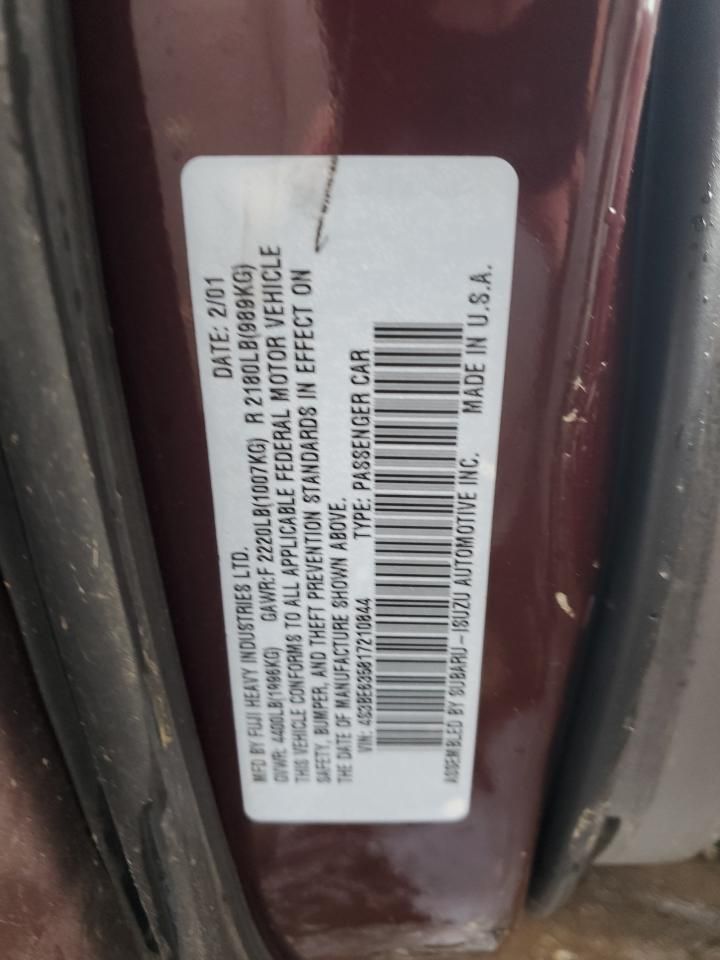 MFD BY FUJI HEAVY INDUSTRIES LTD. DATE: 2/01
GVWR: 4400LB(1996KG) GAWR:F 2220LB(1007KG) R 2180LB(989KG)
THIS VEHICLE CONFORMS TO ALL APPLICABLE FEDERAL MOTOR VEHICLE
SAFETY, BUMPER, AND THEFT PREVENTION STANDARDS IN EFFECT ON
THE DATE OF MANUFACTURE SHOWN ABOVE.
VIN: 4S3BE635817210844 TYPE: PASSENGER CAR
ASSEMBLED BY SUBARU-ISUZU AUTOMOTIVE INC. MADE IN U.S.A.